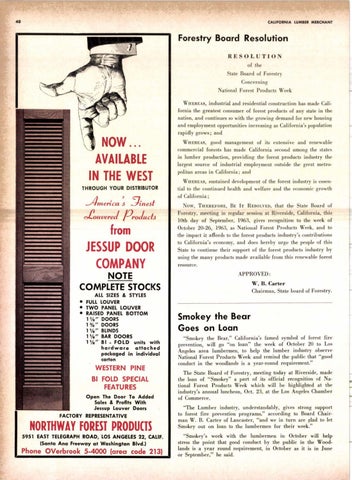 48
CALIFORNIA LUMBER MERCHANT
NOW . . .
AVAILABLE
IN THE WEST
THROUGH YOUR DISTRIBUTOR
America's Finest
Louvered Products
from
JESSUP DOOR
COMPANY
NOTE
COMPLETE STOCKS
ALL SIZES & STYLES
• FULL LOUVER
• TWO PANEL LOUVER
• RAISED PANEL BOTTOM
DOORS
DOORS
BLINDS
BAR DOORS
BI - FOLD units with
hardware attached
packaged in individual
carton
WESTERN PINE
BI FOLD SPECIAL
FEATURES
Open The Door To Added
Sales & Profits With
Jessup Louver Doors
FACTORY REPRESENTATIVE
NORTHWAY FOREST PRODUCTS
5951 EAST TELEGRAPH ROAD, LOS ANGELES 22, CALIF.
(Santa Ana Freeway at Washington Blvd.)
Phone OVerbrook 5-4000 (area code 213)
Forestry Board Resolution
RESOLUTION
of the
State Board of Forestry
Concerning
National Forest Products Week
WHEREAS, industrial and residential construction has made Cali-
fornia the greatest consumer of forest products of any state in the
nation, and continues so with the growing demand for new housing
and employment opportunities increasing as California's population
rapidly grows; and
WHEREAS, good management of its extensive and renewable
commercial forests has made California second among the states
in lumber production, providing the forest products industry the
largest source of industrial employment outside the great metro-
politan areas in California; and
WHEREAS, sustained development of the forest industry is essen-
tial to the continued health and welfare and the economic growth
of California;
NOW, THEREFORE, BE IT RESOLVED, that the State Board of
Forestry, meeting in regular session at Riverside, California, this
10th day of September, 1963, gives recognition to the week of
October 20-26, 1963, as National Forest Products Week, and to
the impact it affords to the forest products industry's contributions
to California's economy, and does hereby urge the people of this
State to continue their support of the forest products industry by
using the many products made available from this renewable forest
resource.
APPROVED:
W. B. Carter
Chairman, State board of Forestry.
Smokey the Bear
Goes on Loan
"Smokey the Bear," California's famed symbol of forest fire
prevention, will go "on loan" the week of October 20 to Los
Angeles area lumbermen, to help the lumber industry observe
National Forest Products Week and remind the public that "good
conduct in the woodlands is a year-round requirement."
The State Board of Forestry, meeting today at Riverside, made
the loan of "Smokey" a part of its official recognition of Na-
tional Forest Products Week which will be highlighted at the
industry's annual luncheon, Oct. 23, at the Los Angeles Chamber
of Commerce.
"The Lumber industry, understandably, gives strong support
to forest fire prevention programs," according to Board Chair-
man W. B. Carter of Lancaster, "and we in turn are glad to let
Smokey out on loan to the lumbermen for their week."
"Smokey's work with the lumbermen in October will help
stress the point that good conduct by the public in the Wood-
lands is a year round requirement, in October as it is in June
or September," he said.